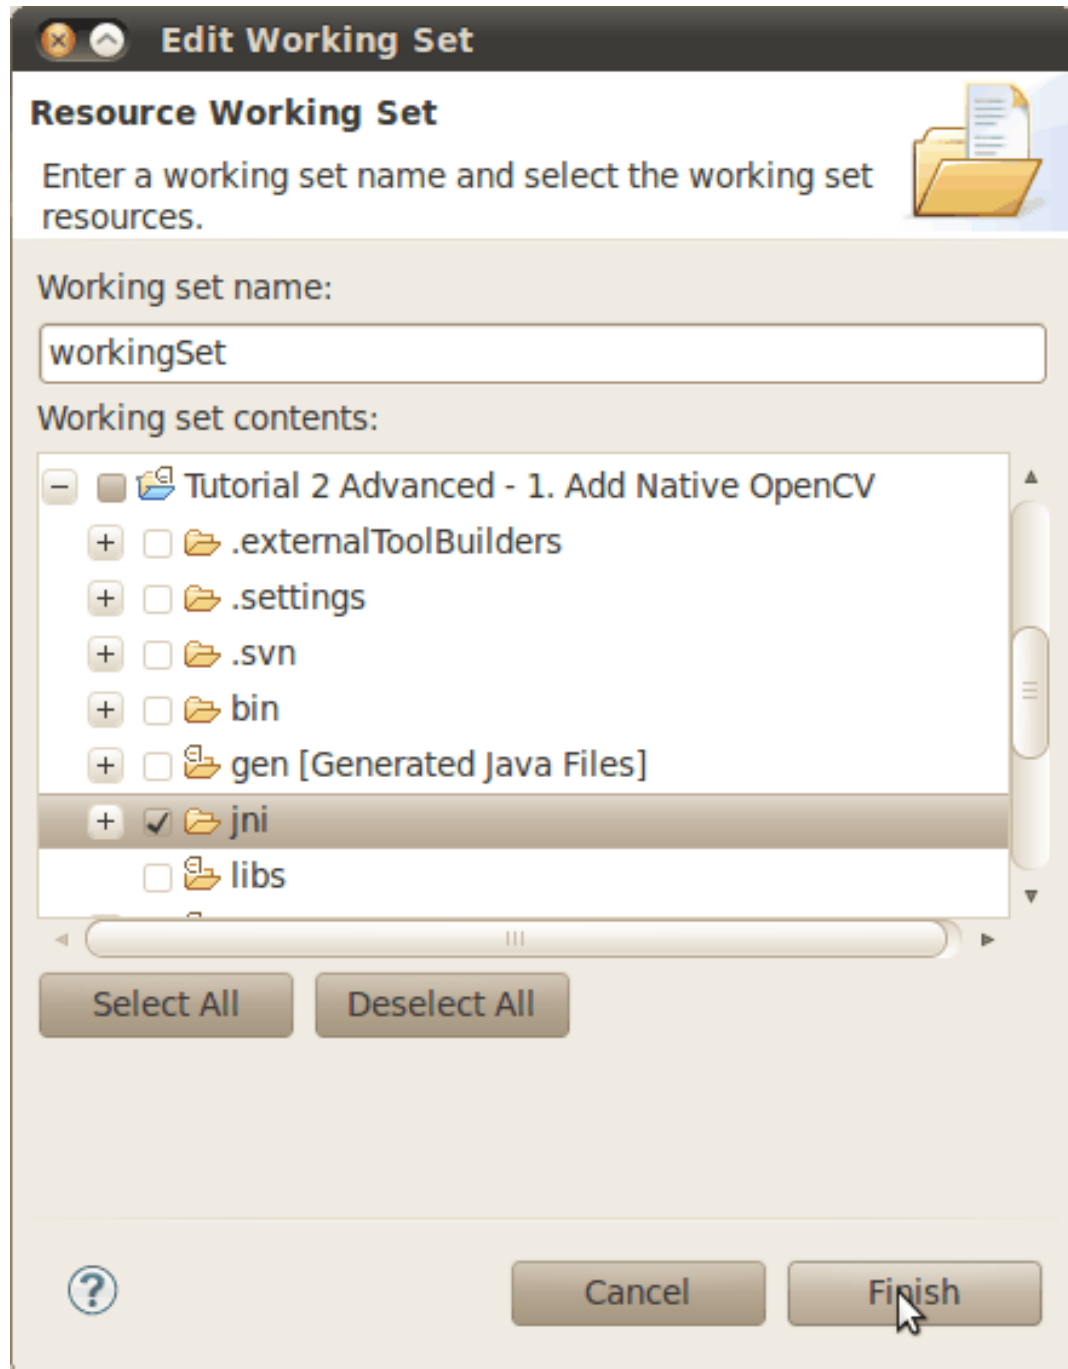 Edit Working Set
Resource Working Set
Enter a working set name and select the working set
resources.
Working set name:
workingSet
Working set contents:
Tutorial 2 Advanced - 1. Add Native OpenCV
.externalToolBuilders
.settings
.svn
bin
gen [Generated Java Files]
jni
libs
Select All
Deselect All
Cancel
Finish